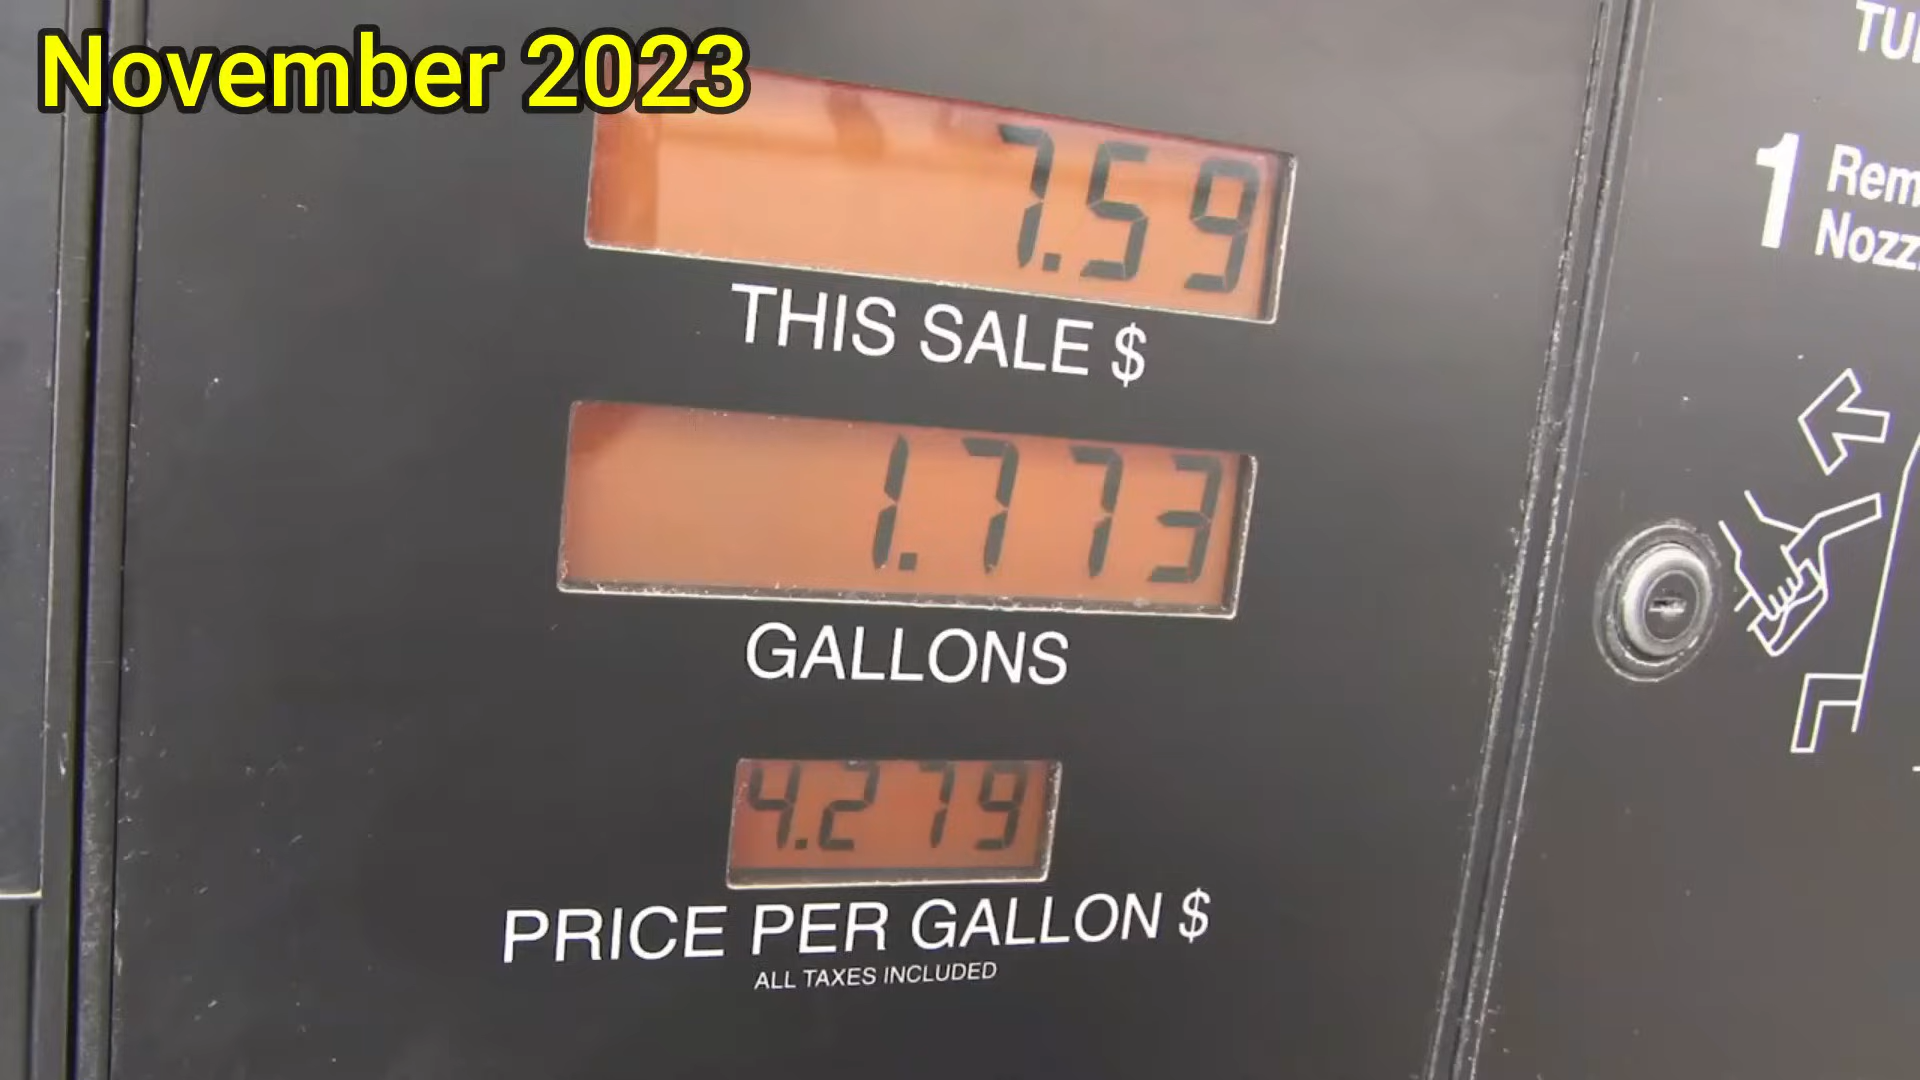 November 2023
7.59
THIS SALE $
1.773
GALLONS
4.279
PRICE PER GALLON $
ALL TAXES INCLUDED
1